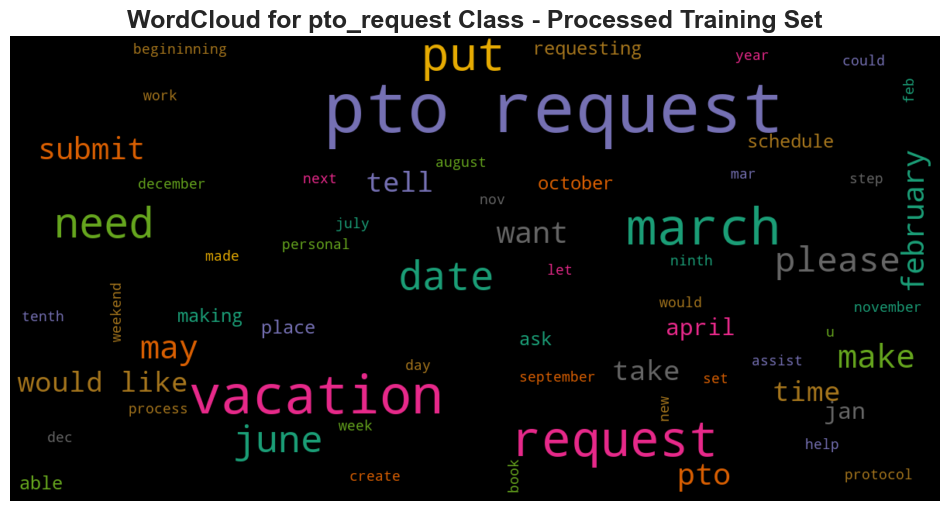 WordCloud for pto_request Class - Processed Training Set
begininning
put
requesting
year
could
work
pto request
feb
submit
schedule
august
december
next
tell
october
mar
step
nov
february
need
july
want
march
personal
made
please
date
let
ninth
weekend
would
november
tenth
making
place
april
u
may
ask
make
day
take
assist
would like
vacation
september
set
time
process
new
jan
week
june
dec
request
help
book
able
create
pto
protocol